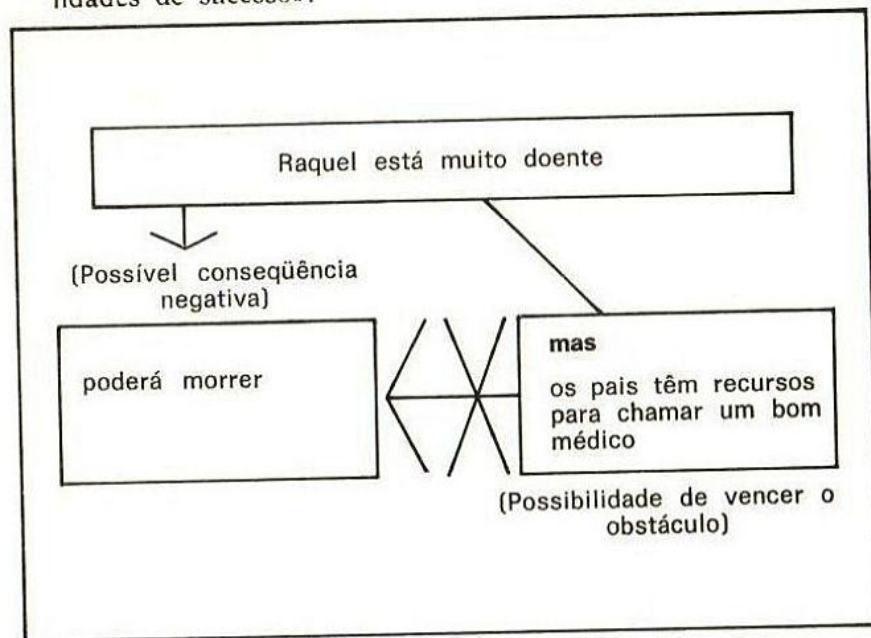 de sucesso».
Raquel está muito doente
(Possível conseqüência
negativa)
poderá morrer
mas
os pais têm recursos
para chamar um bom
médico
(Possibilidade de vencer o
obstáculo)